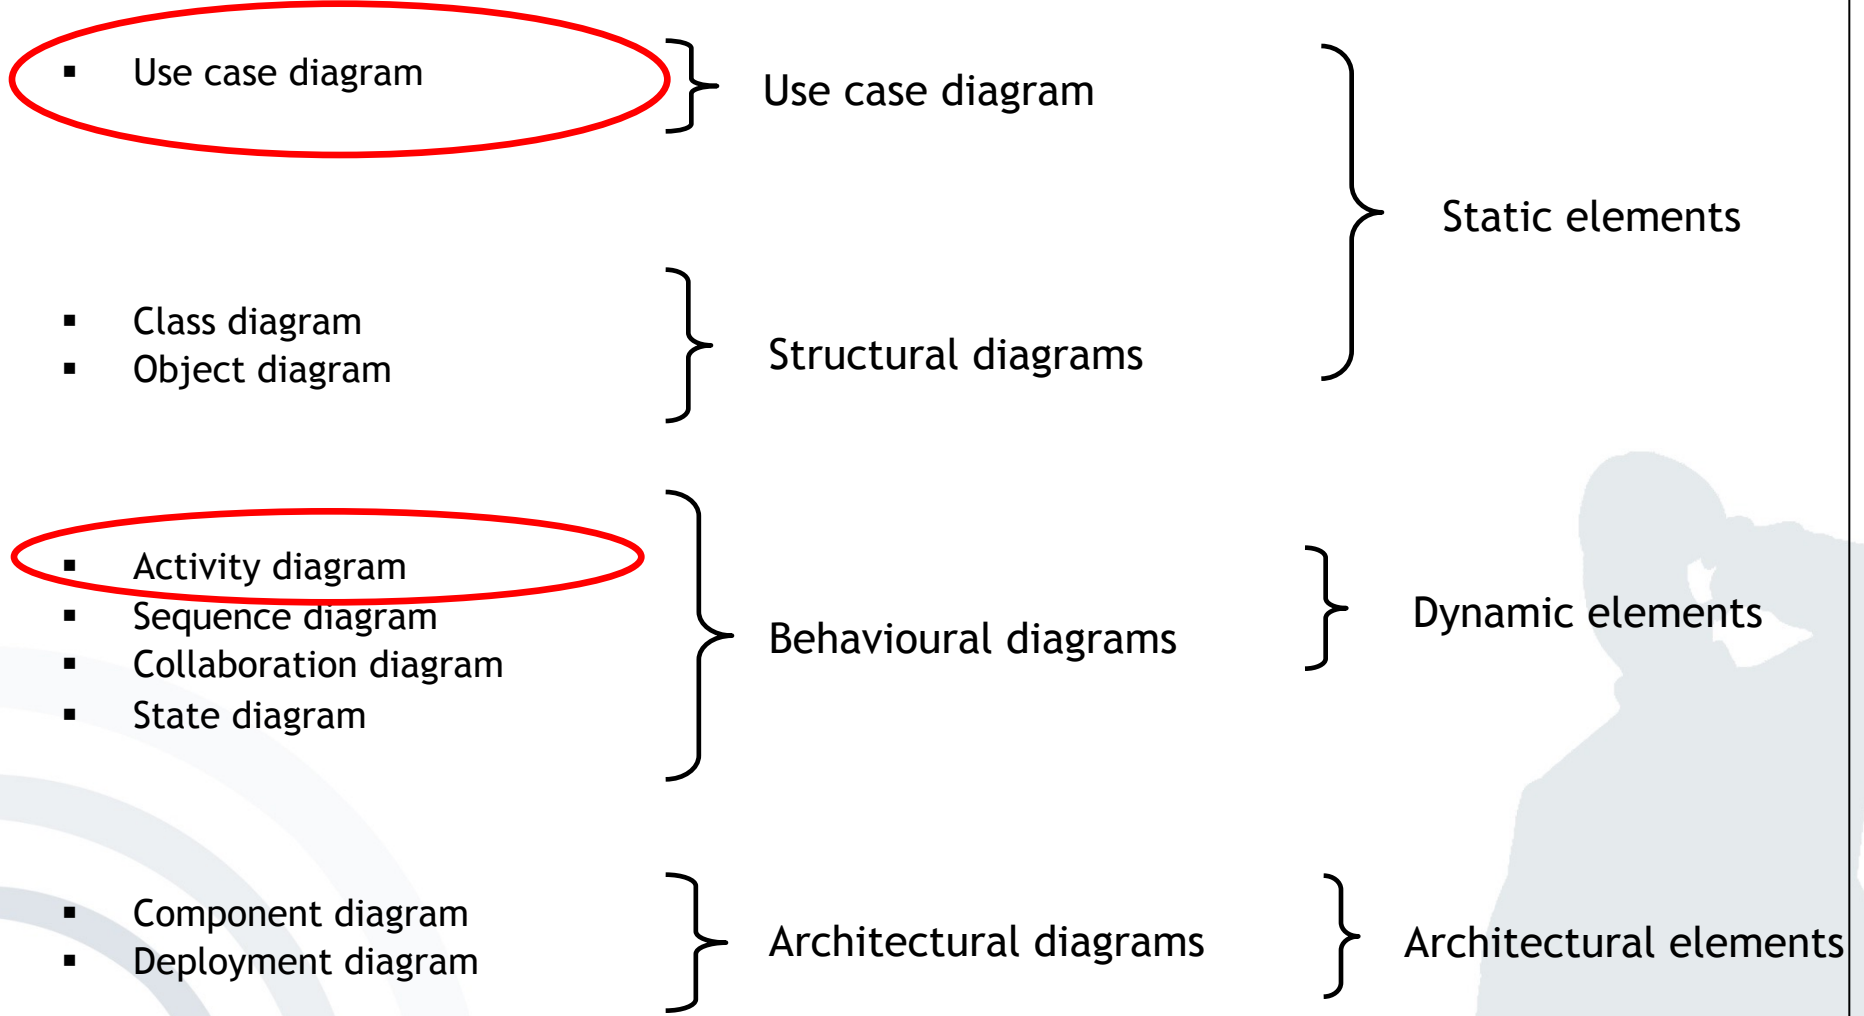 ▪ Use case diagram
Use case diagram
Static elements
▪ Class diagram
▪ Object diagram
Structural diagrams
▪ Activity diagram
▪ Sequence diagram
▪ Collaboration diagram
▪ State diagram
Behavioural diagrams
Dynamic elements
▪ Component diagram
▪ Deployment diagram
Architectural diagrams
Architectural elements